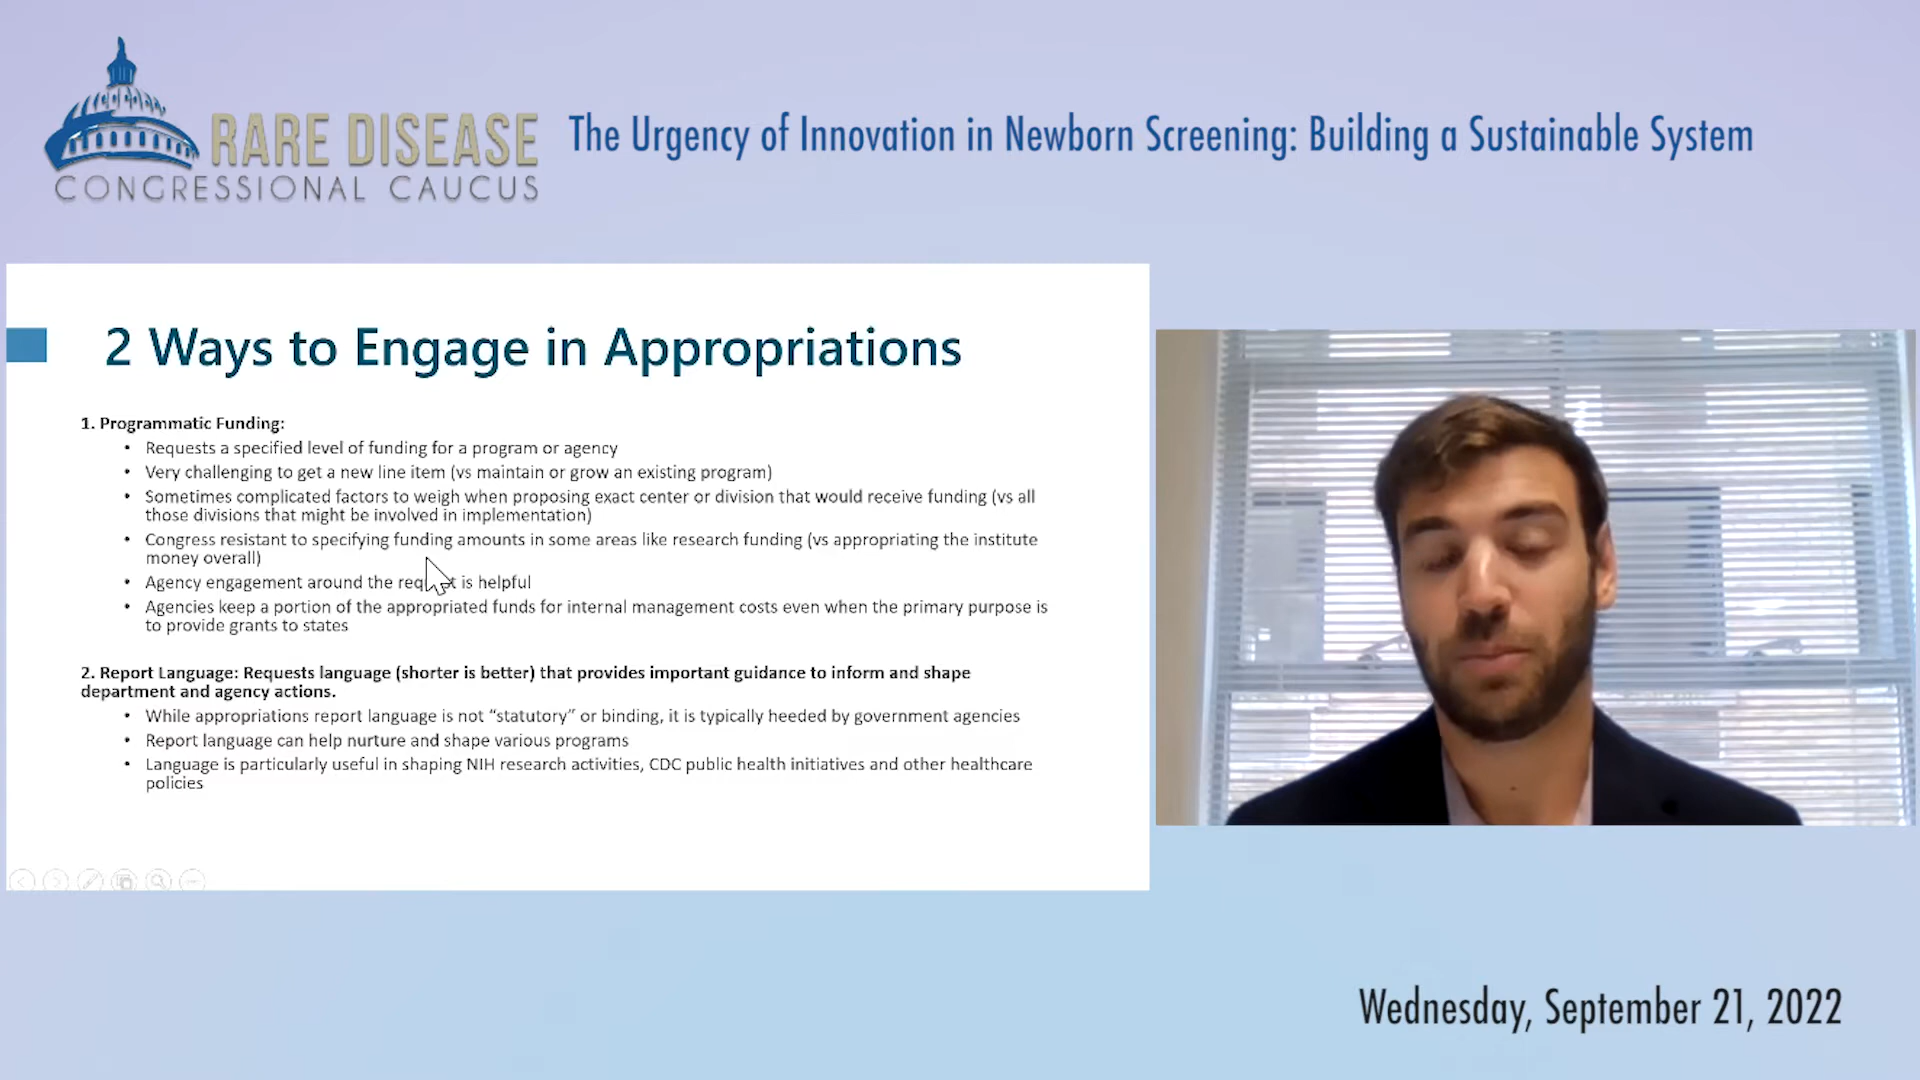 RARE DISEASE
CONGRESSIONAL CAUCUS
The Urgency of Innovation in Newborn Screening: Building a Sustainable System
2 Ways to Engage in Appropriations
1. Programmatic Funding:
• Requests a specified level of funding for a program or agency
• Very challenging to get a new line item (vs maintain or grow an existing program)
• Sometimes complicated factors to weigh when proposing exact center or division that would receive funding (vs all
those divisions that might be involved in implementation)
• Congress resistant to specifying funding amounts in some areas like research funding (vs appropriating the institute
money overall)
• Agency engagement around the request is helpful
• Agencies keep a portion of the appropriated funds for internal management costs even when the primary purpose is
to provide grants to states
2. Report Language: Requests language (shorter is better) that provides important guidance to inform and shape
department and agency actions.
• While appropriations report language is not “statutory” or binding, it is typically heeded by government agencies
• Report language can help nurture and shape various programs
• Language is particularly useful in shaping NIH research activities, CDC public health initiatives and other healthcare
policies
Wednesday, September 21, 2022